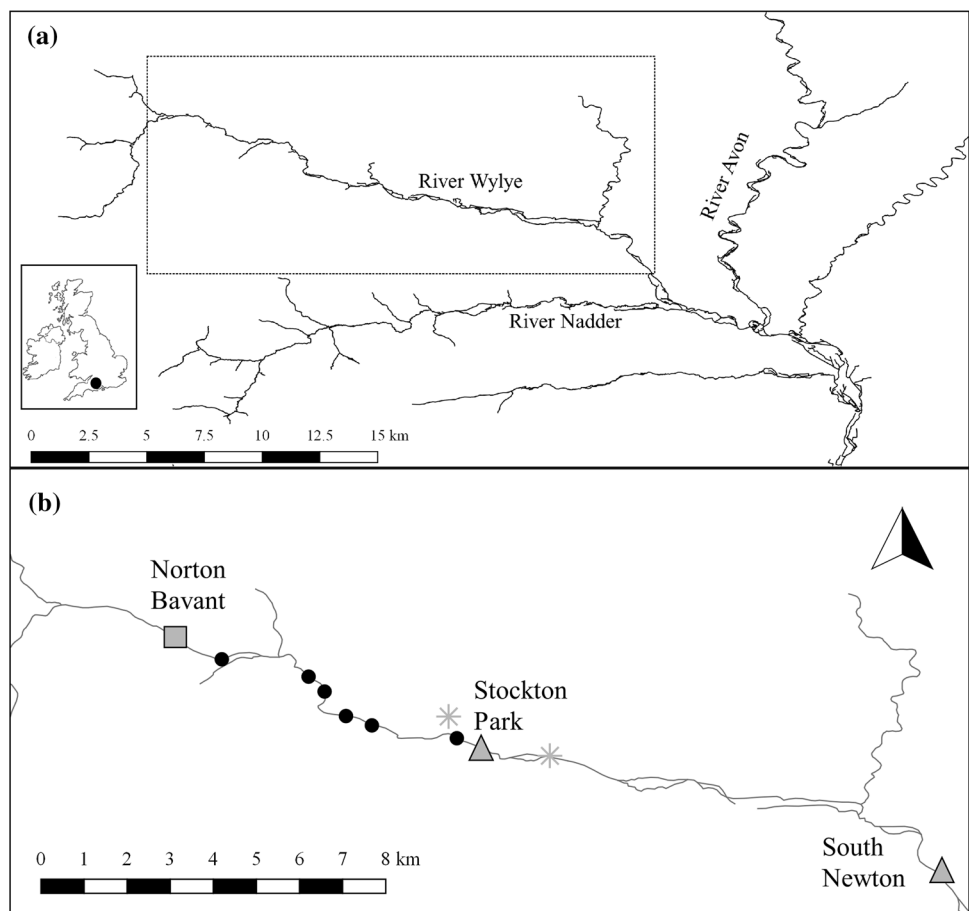 (a)
River Wylye
River Avon
River Nadder
0 2.5 5 7.5 10 12.5 15 km
(b)
Norton
Bavant
Stockton
Park
South
Newton
0 1 2 3 4 5 6 7 8 km